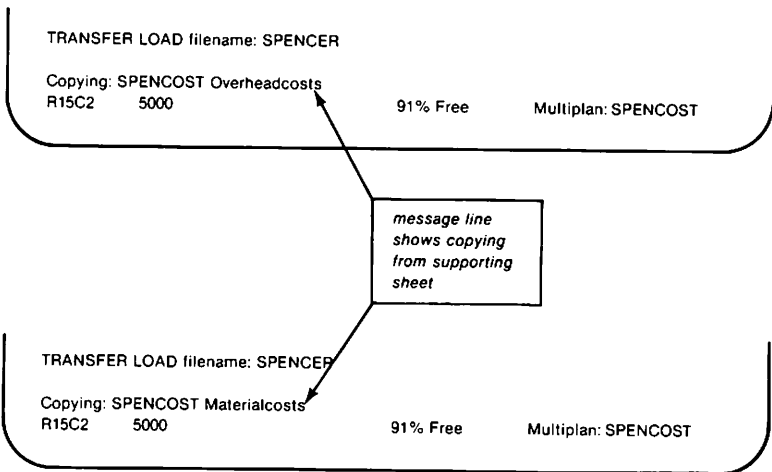 TRANSFER LOAD filename: SPENCER
Copying: SPENCOST Overheadcosts
R15C2 5000 91% Free Multiplan: SPENCOST
message line
shows copying
from supporting
sheet
TRANSFER LOAD filename: SPENCER
Copying: SPENCOST Materialcosts
R15C2 5000 91% Free Multiplan: SPENCOST